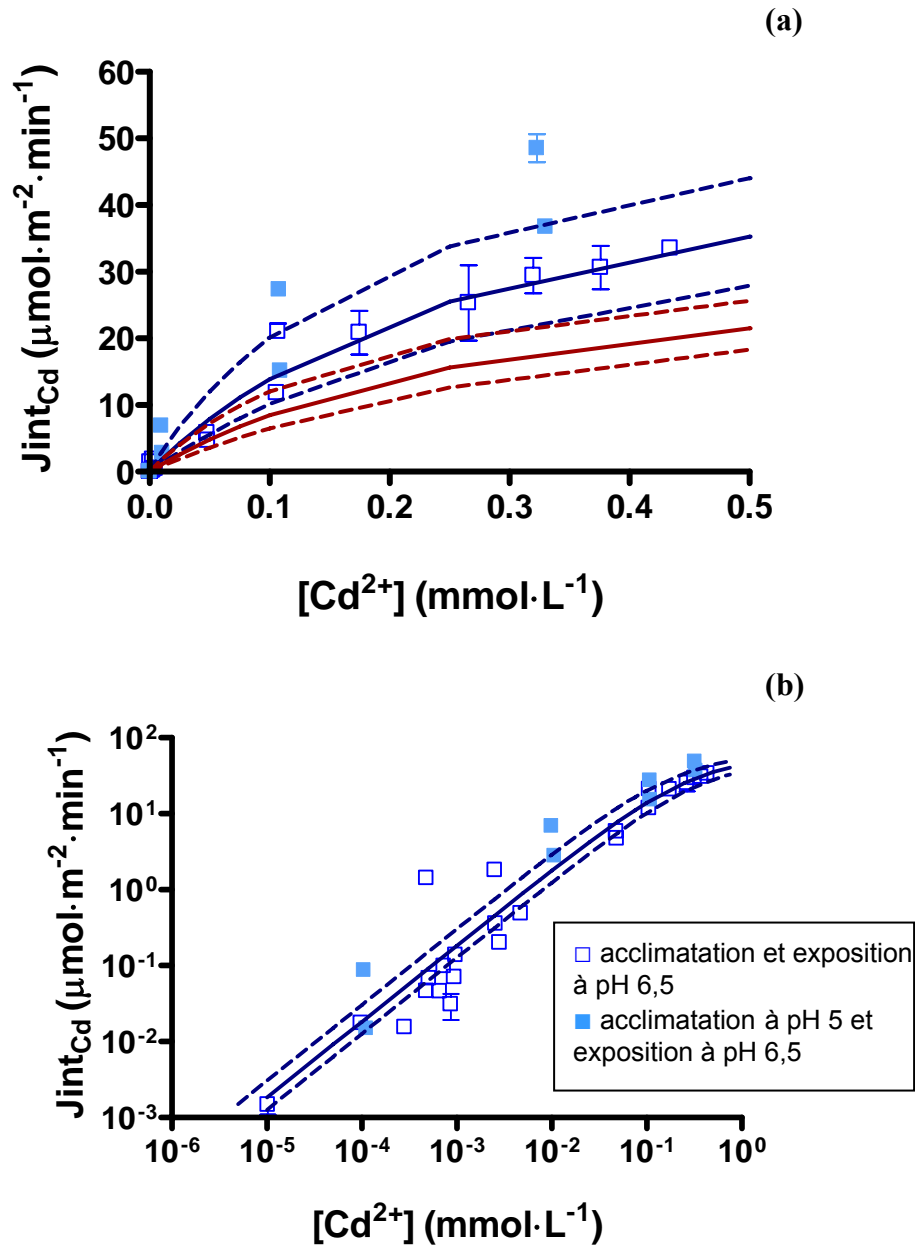 (a)
Jint_Cd (µmol·m⁻²·min⁻¹)
60
50
40
30
20
10
0
0.0 0.1 0.2 0.3 0.4 0.5
[Cd²⁺] (mmol·L⁻¹)
(b)
Jint_Cd (µmol·m⁻²·min⁻¹)
10²
10¹
10⁰
10⁻¹
10⁻²
10⁻³
10⁻⁶ 10⁻⁵ 10⁻⁴ 10⁻³ 10⁻² 10⁻¹ 10⁰
[Cd²⁺] (mmol·L⁻¹)
acclimatation et exposition
à pH 6,5
acclimatation à pH 5 et
exposition à pH 6,5